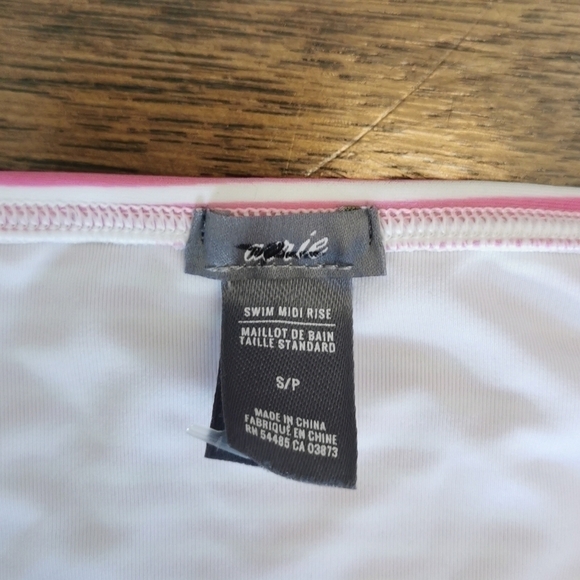 aerie
SWIM MIDI RISE
MAILLOT DE BAIN
TAILLE STANDARD
S/P
MADE IN CHINA
FABRIQUÉ EN CHINE
RN 54485 CA 03873